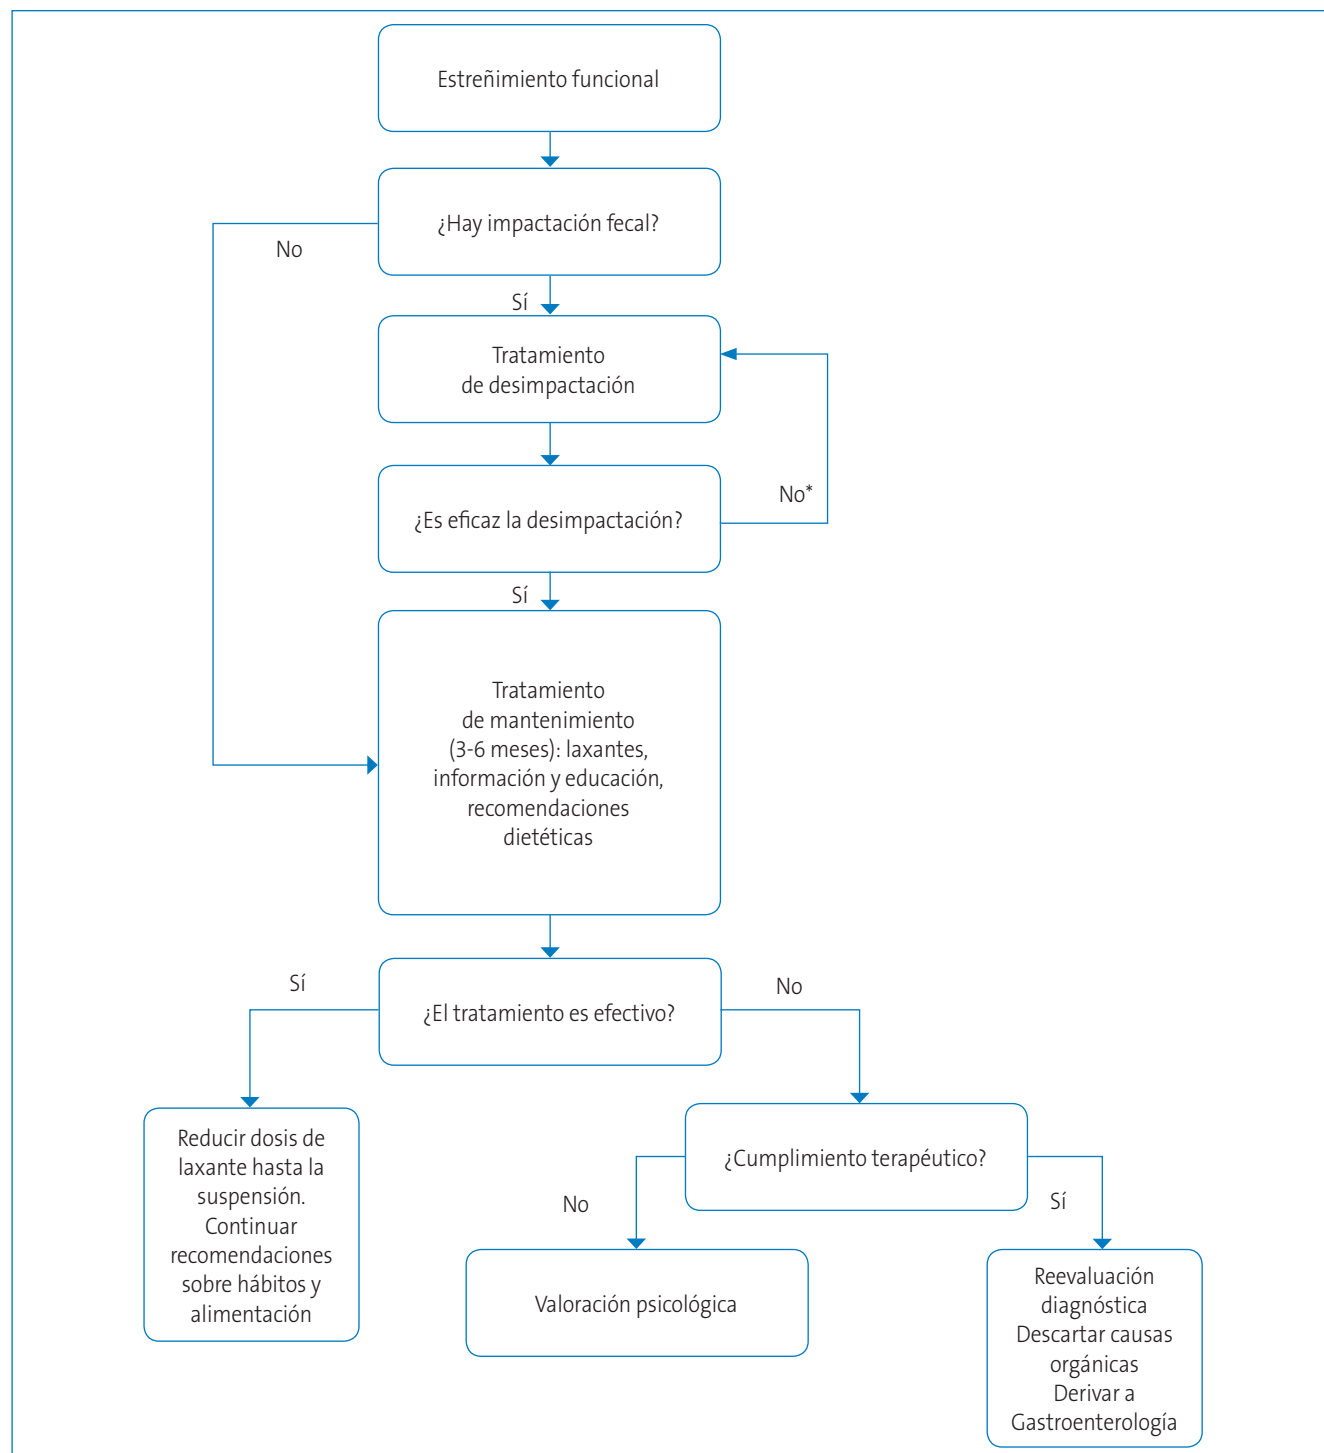 Estreñimiento funcional
¿Hay impactación fecal?
No
Sí
Tratamiento
de desimpactación
¿Es eficaz la desimpactación?
No*
Sí
Tratamiento
de mantenimiento
(3-6 meses): laxantes,
información y educación,
recomendaciones
dietéticas
Sí
¿El tratamiento es efectivo?
No
Reducir dosis de
laxante hasta la
suspensión.
Continuar
recomendaciones
sobre hábitos y
alimentación
¿Cumplimiento terapéutico?
No
Sí
Valoración psicológica
Reevaluación
diagnóstica
Descartar causas
orgánicas
Derivar a
Gastroenterología